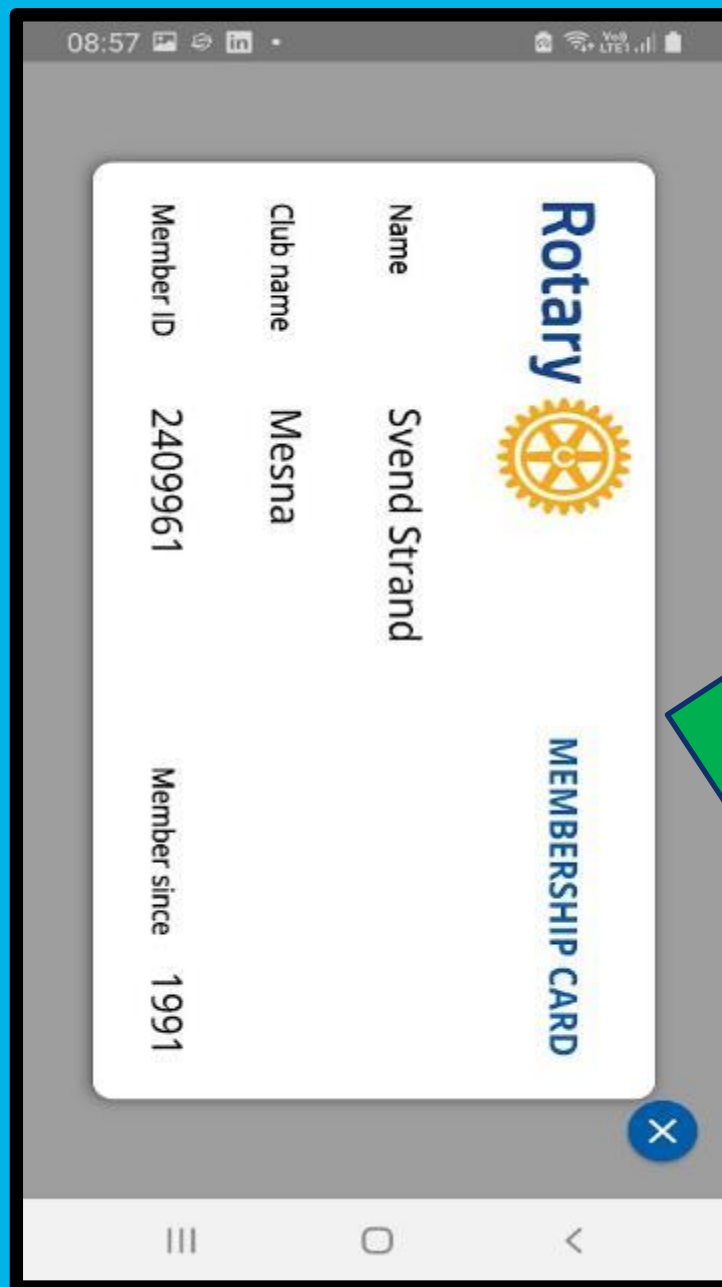 08:57
Rotary
MEMBERSHIP CARD
Name Svend Strand
Club name Mesna
Member ID 2409961 Member since 1991